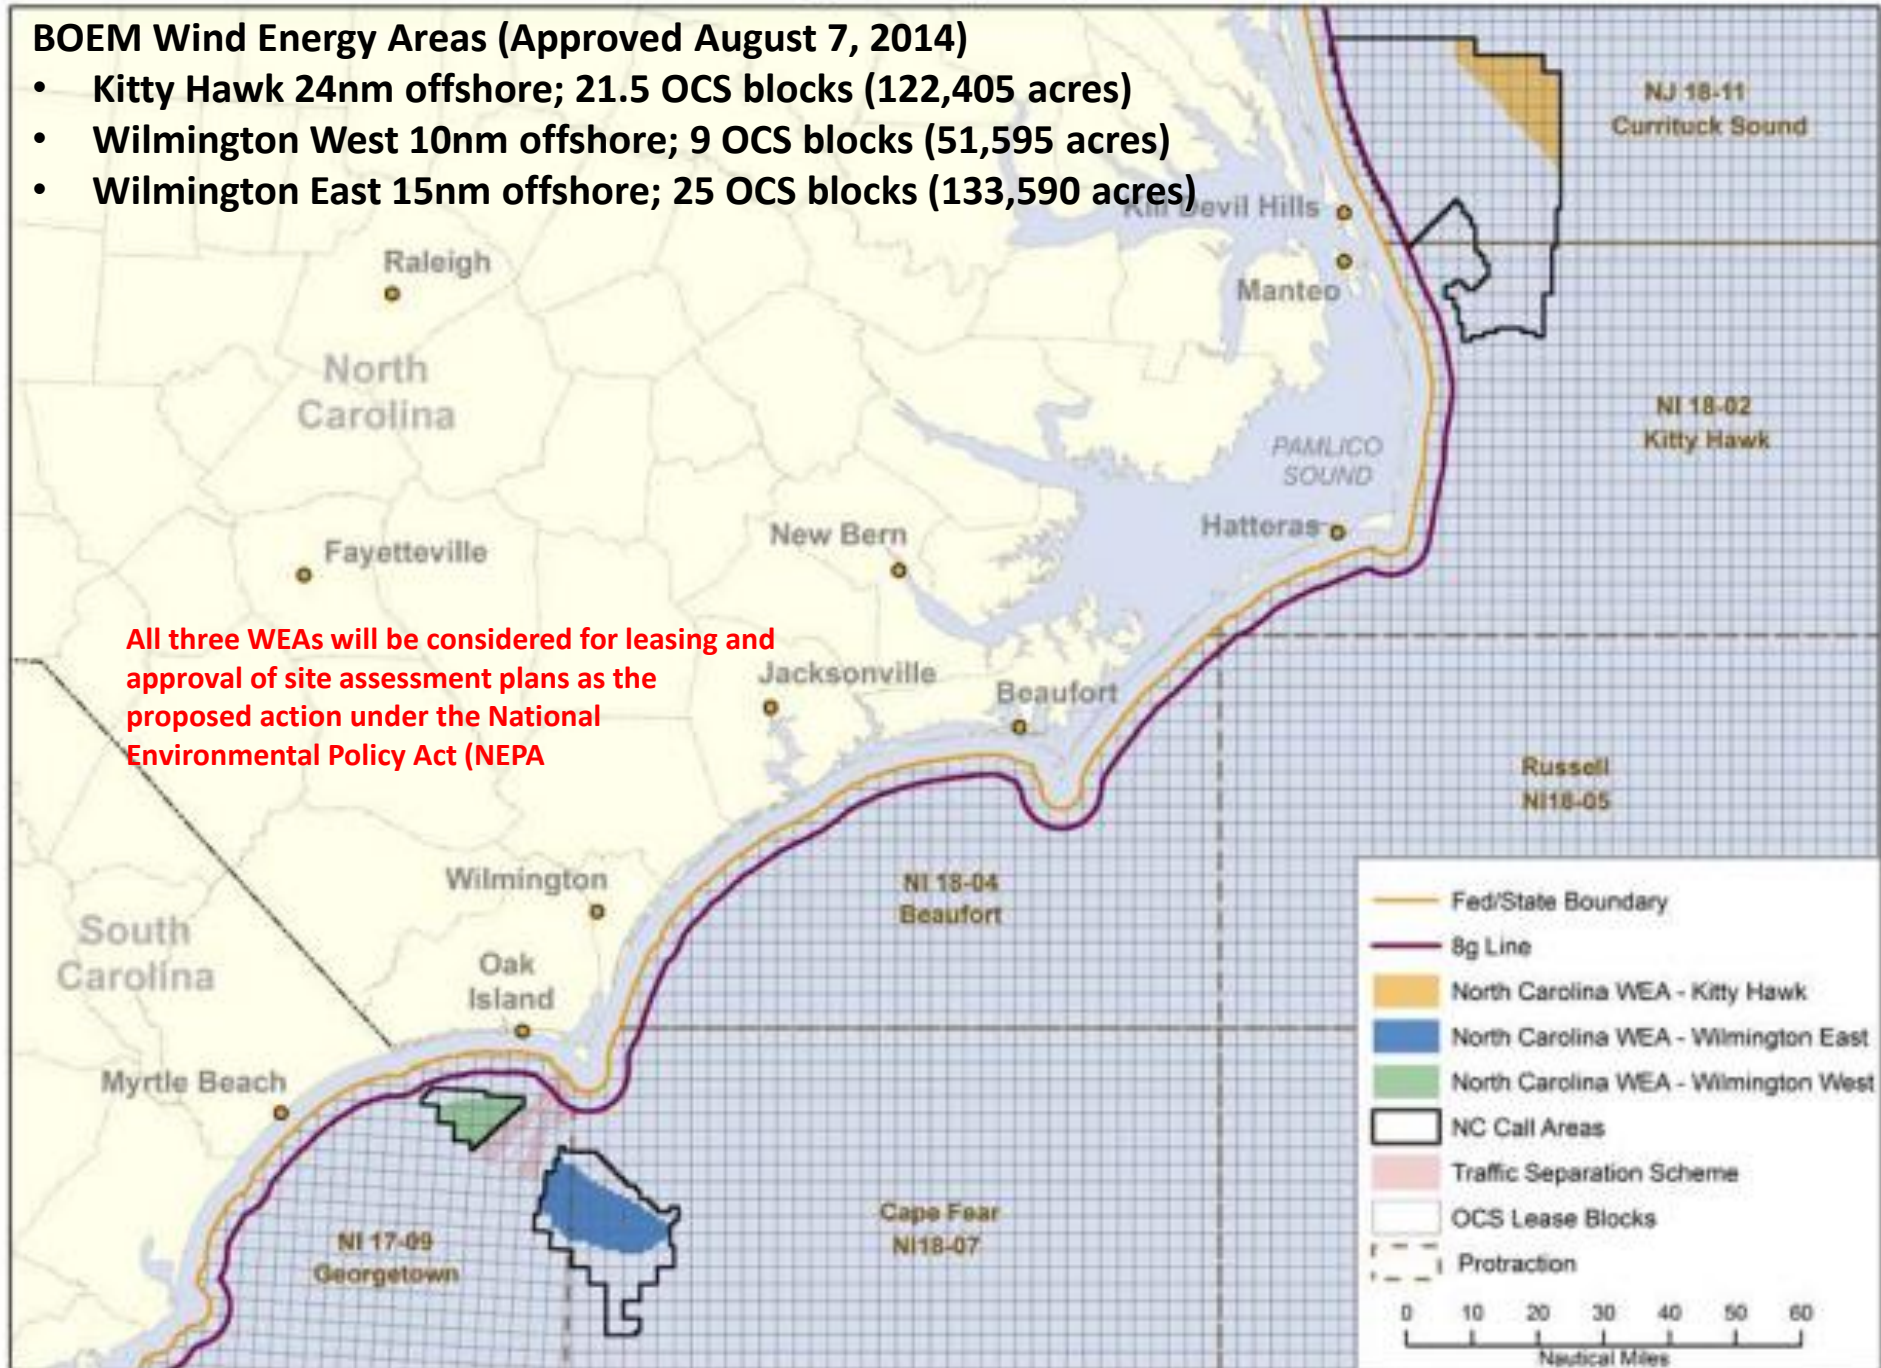 BOEM Wind Energy Areas (Approved August 7, 2014)
• Kitty Hawk 24nm offshore; 21.5 OCS blocks (122,405 acres)
• Wilmington West 10nm offshore; 9 OCS blocks (51,595 acres)
• Wilmington East 15nm offshore; 25 OCS blocks (133,590 acres)
NJ 18-11
Currituck Sound
Kill Devil Hills
Raleigh
Manteo
North
Carolina
NI 18-02
Kitty Hawk
PAMLICO
SOUND
Hatteras
New Bern
Fayetteville
All three WEAs will be considered for leasing and
approval of site assessment plans as the
proposed action under the National
Environmental Policy Act (NEPA
Jacksonville
Beaufort
Russell
NI18-05
Wilmington
NI 18-04
Beaufort
South
Carolina
Oak
Island
Myrtle Beach
Cape Fear
NI18-07
NI 17-09
Georgetown
Fed/State Boundary
8g Line
North Carolina WEA - Kitty Hawk
North Carolina WEA - Wilmington East
North Carolina WEA - Wilmington West
NC Call Areas
Traffic Separation Scheme
OCS Lease Blocks
Protraction
0 10 20 30 40 50 60
Nautical Miles